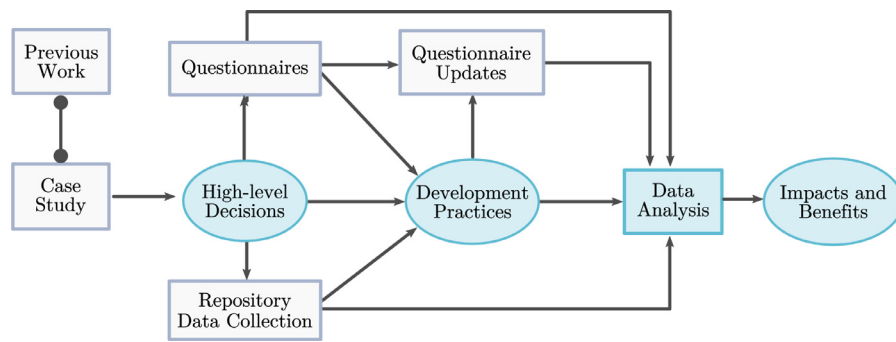 Previous
Work
Questionnaires
Questionnaire
Updates
Case
Study
High-level
Decisions
Development
Practices
Data
Analysis
Impacts and
Benefits
Repository
Data Collection